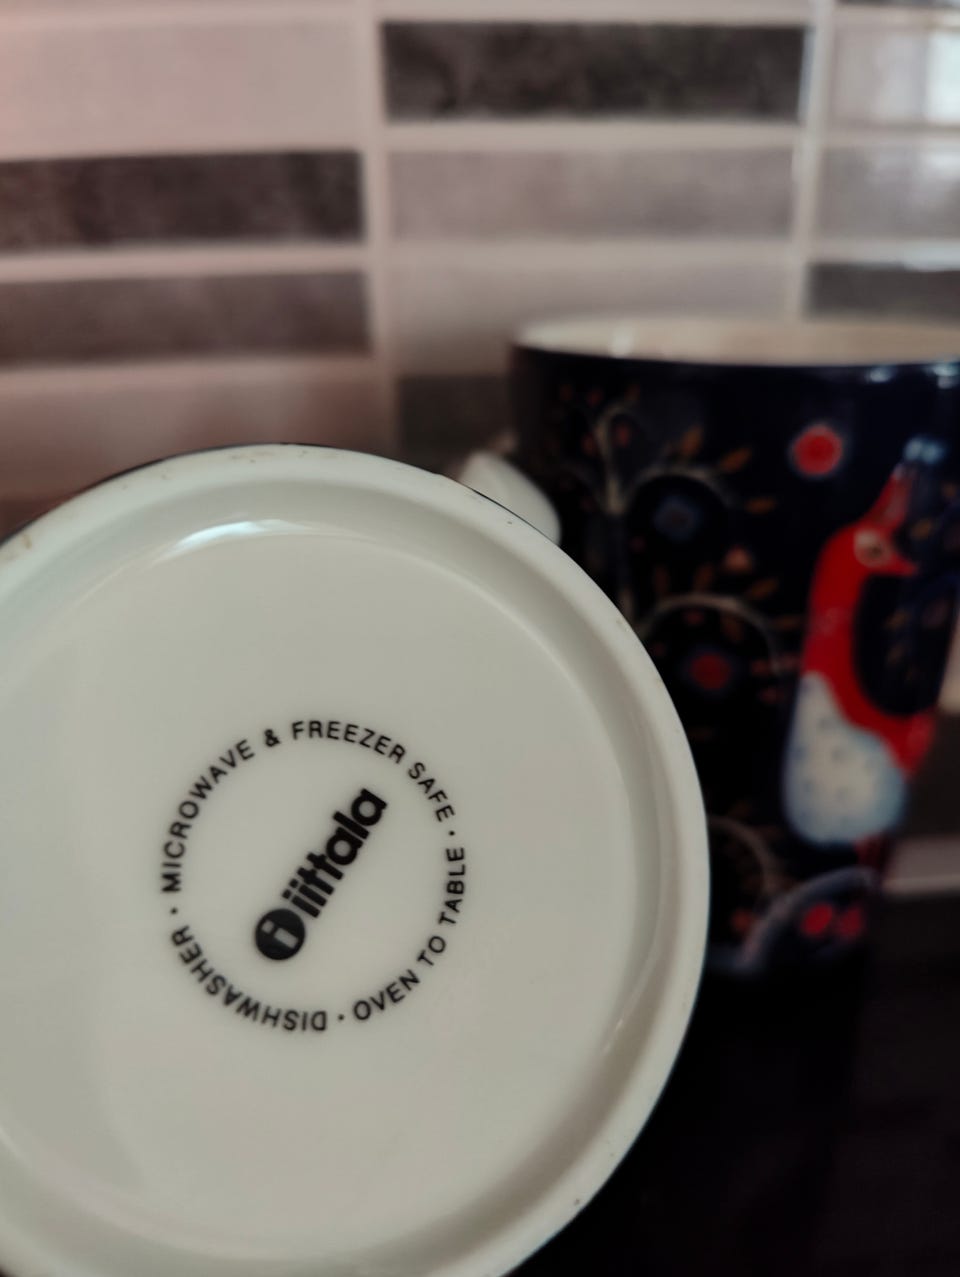 MICROWAVE & FREEZER SAFE · OVEN TO TABLE · DISHWASHER ·
i iittala